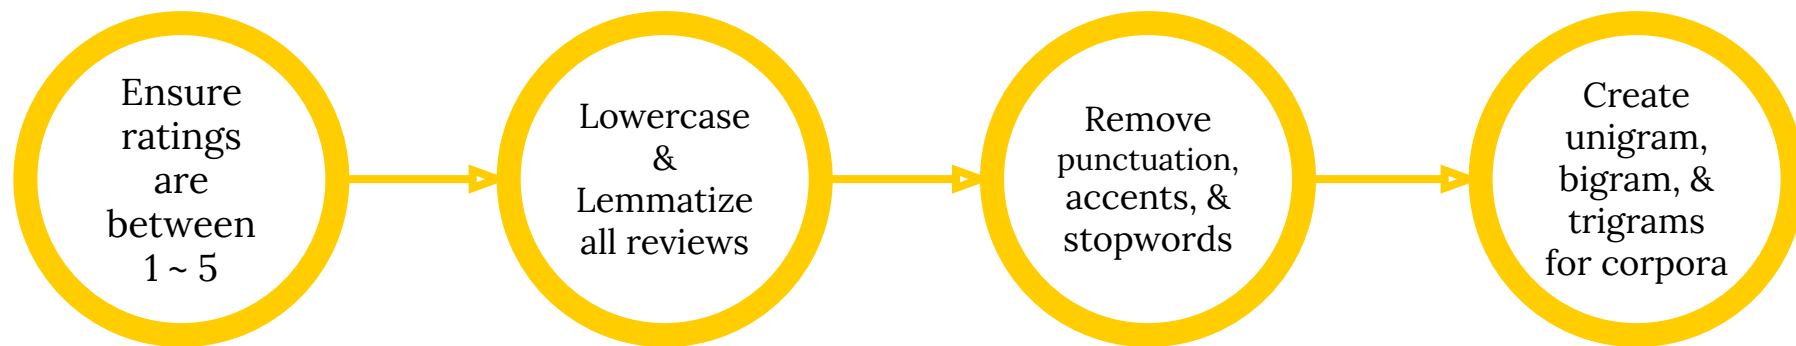 Ensure
ratings
are
between
1 ~ 5
Lowercase
&
Lemmatize
all reviews
Remove
punctuation,
accents, &
stopwords
Create
unigram,
bigram, &
trigrams
for corpora